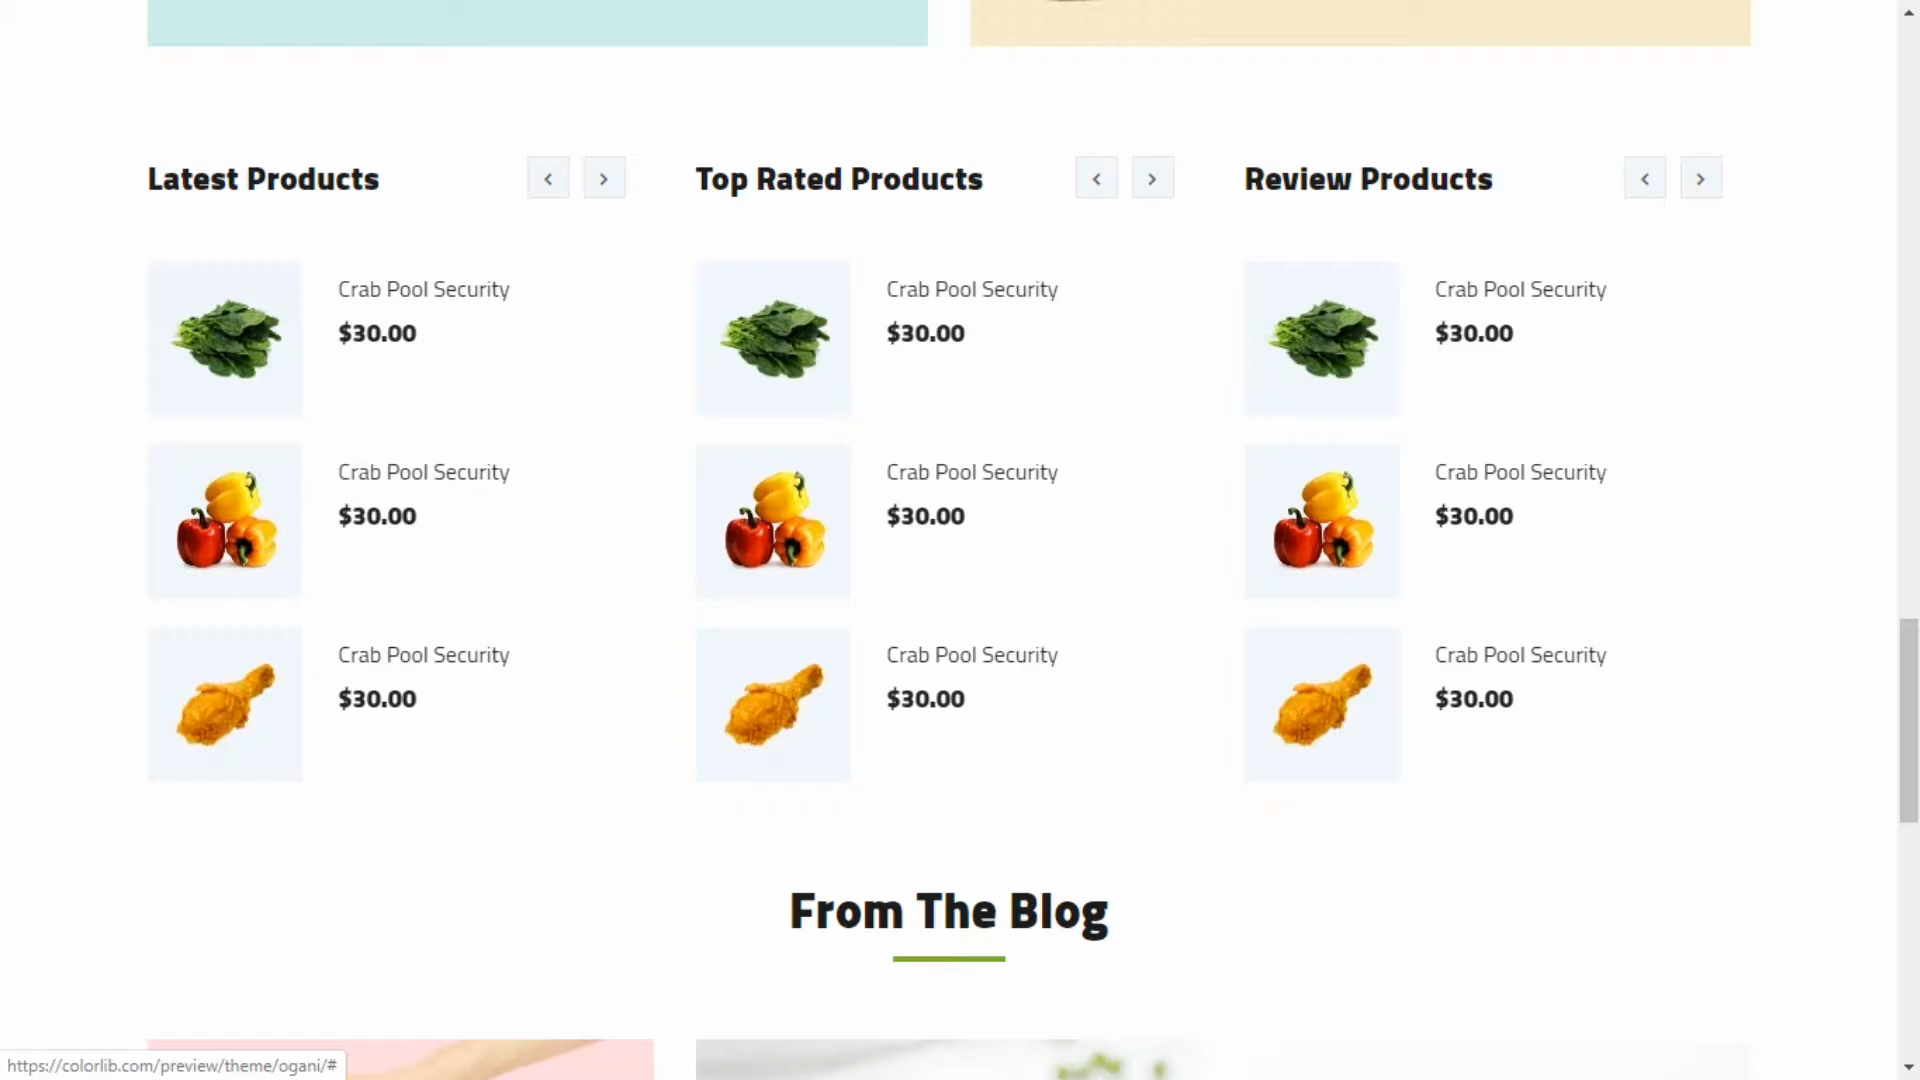 Latest Products
Top Rated Products
Review Products
Crab Pool Security
$30.00
Crab Pool Security
$30.00
Crab Pool Security
$30.00
Crab Pool Security
$30.00
Crab Pool Security
$30.00
Crab Pool Security
$30.00
Crab Pool Security
$30.00
Crab Pool Security
$30.00
Crab Pool Security
$30.00
From The Blog
https://colorlib.com/preview/theme/ogani/#